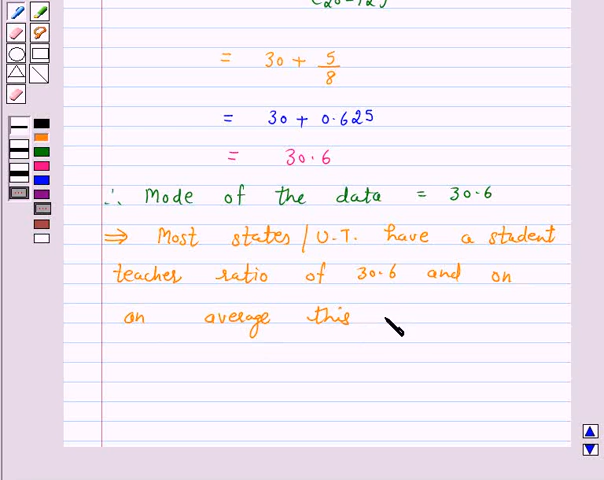 = 30 + 5/8
= 30 + 0.625
= 30.6
∴ Mode of the data = 30.6
⇒ Most states / U.T. have a student
teacher ratio of 30.6 and on
an average this